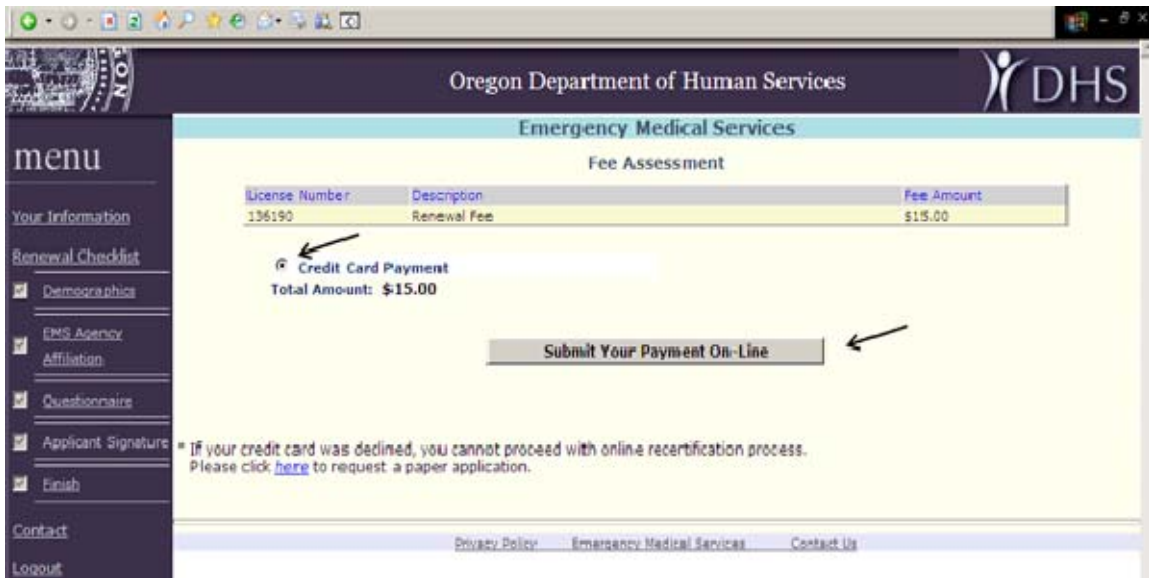 OREGON
Oregon Department of Human Services
DHS
Emergency Medical Services
menu
Fee Assessment
License Number Description Fee Amount
136190 Renewal Fee $15.00
Your Information
Renewal Checklist
Credit Card Payment
Demographics
Total Amount: $15.00
EMS Agency
Affiliation
Submit Your Payment On-Line
Questionnaire
Applicant Signature
* If your credit card was declined, you cannot proceed with online recertification process.
Please click here to request a paper application.
Finish
Contact
Privacy Policy Emergency Medical Services Contact Us
Logout